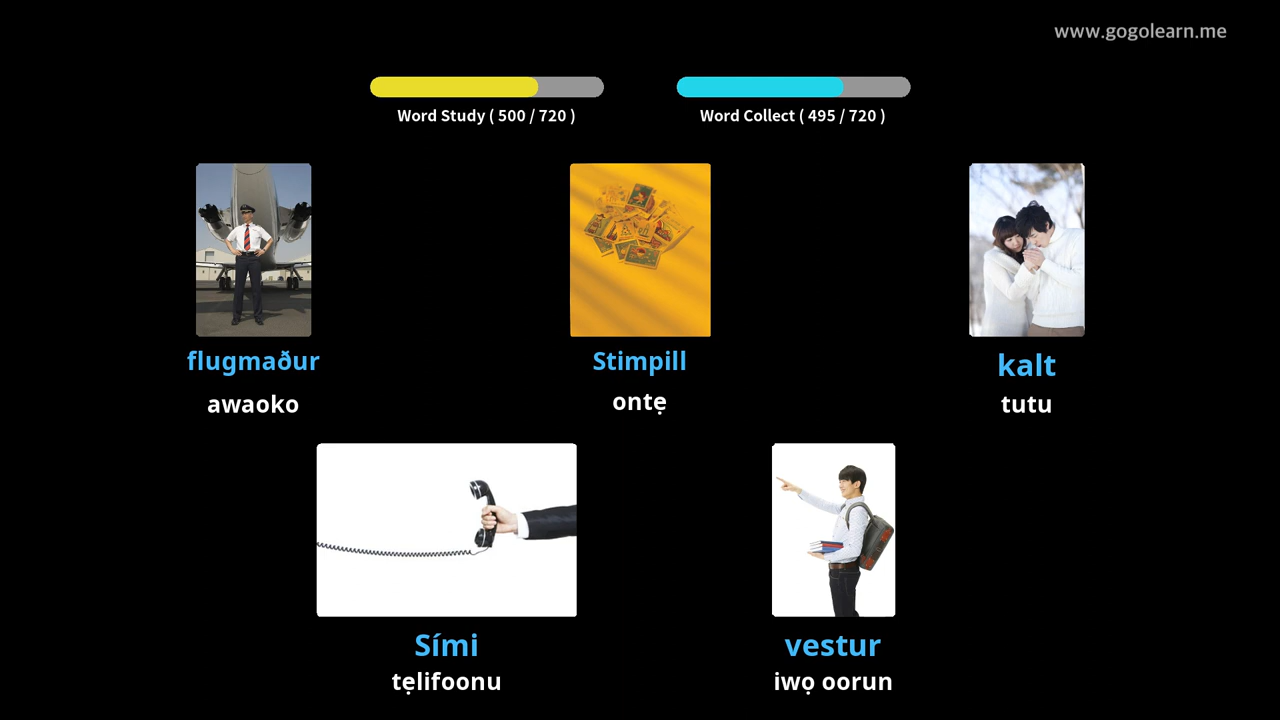 www.gogolearn.me
Word Study ( 500 / 720 )
Word Collect ( 495 / 720 )
flugmaður
awaoko
Stimpill
ontẹ
kalt
tutu
Sími
tẹlifoonu
vestur
iwọ oorun